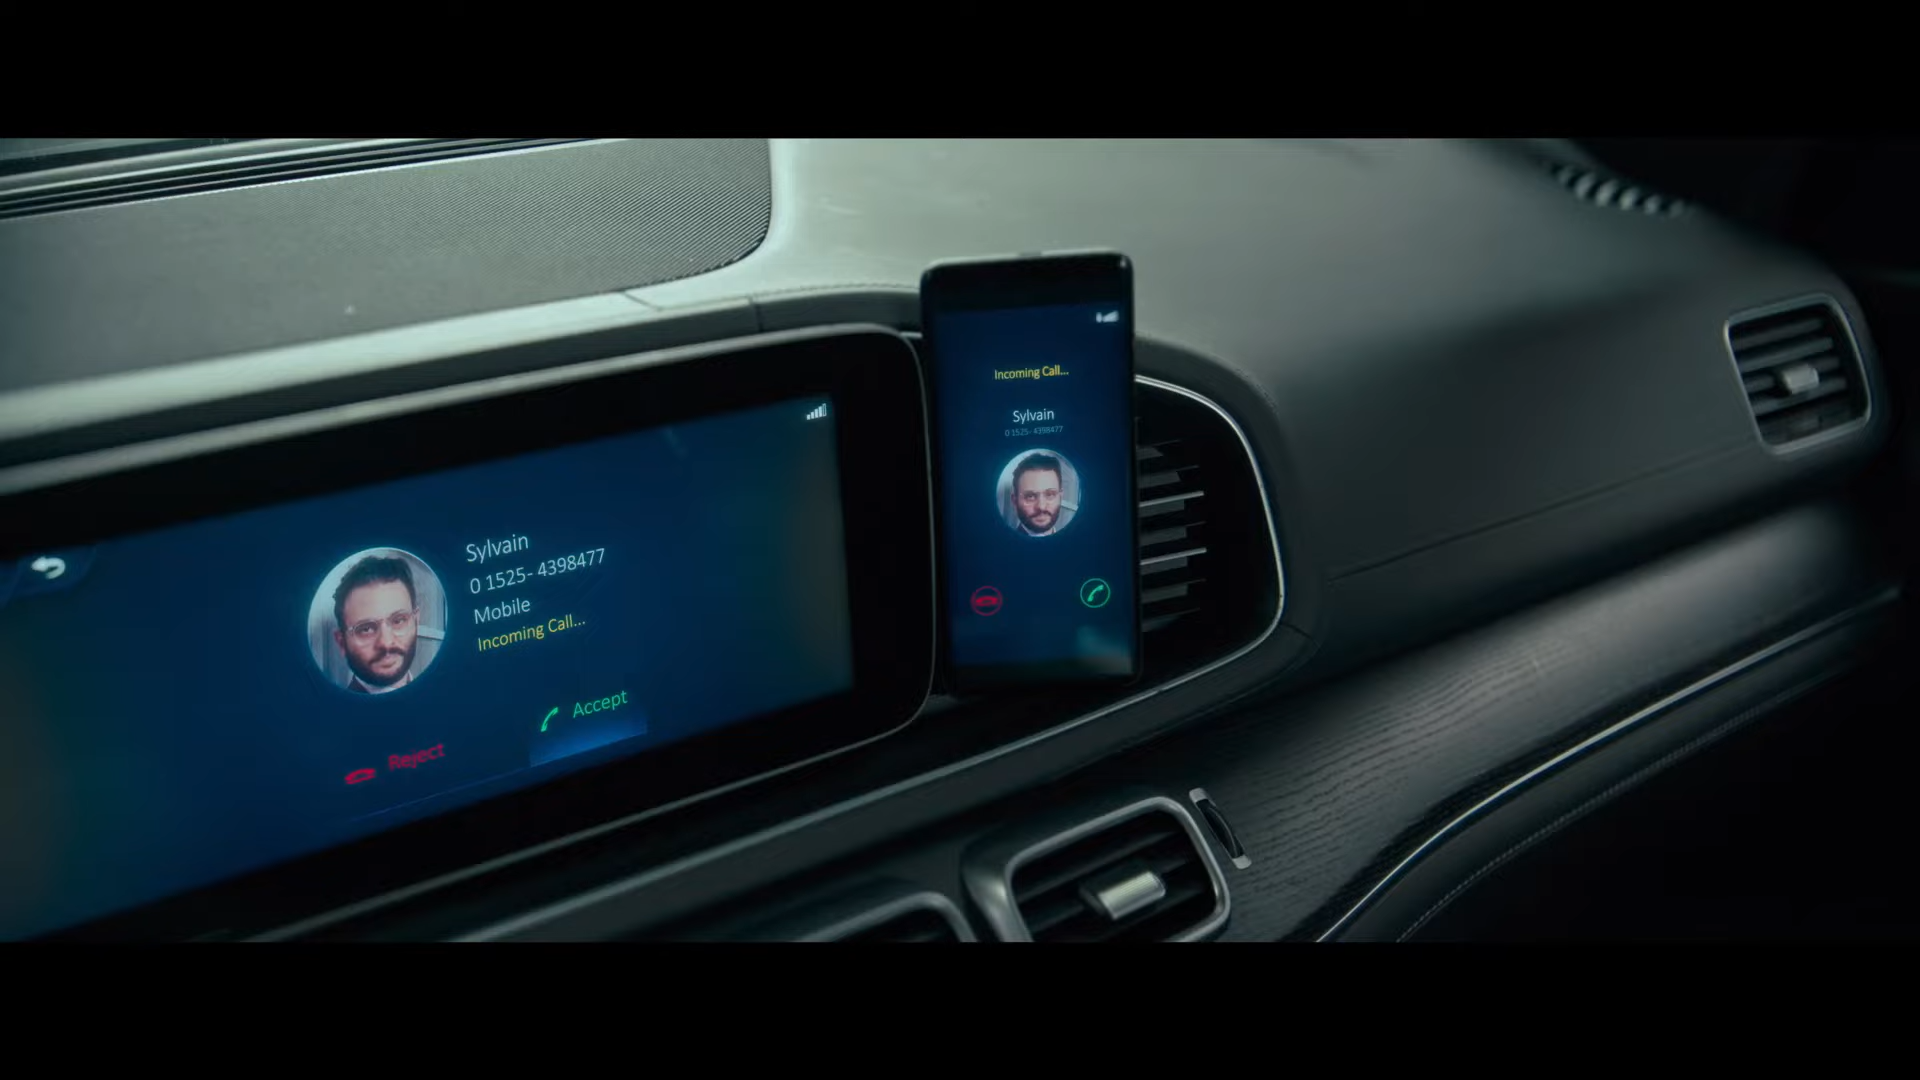 Sylvain
0 1525- 4398477
Mobile
Incoming Call...
Accept
Reject
Incoming Call...
Sylvain
0 1525- 4398477